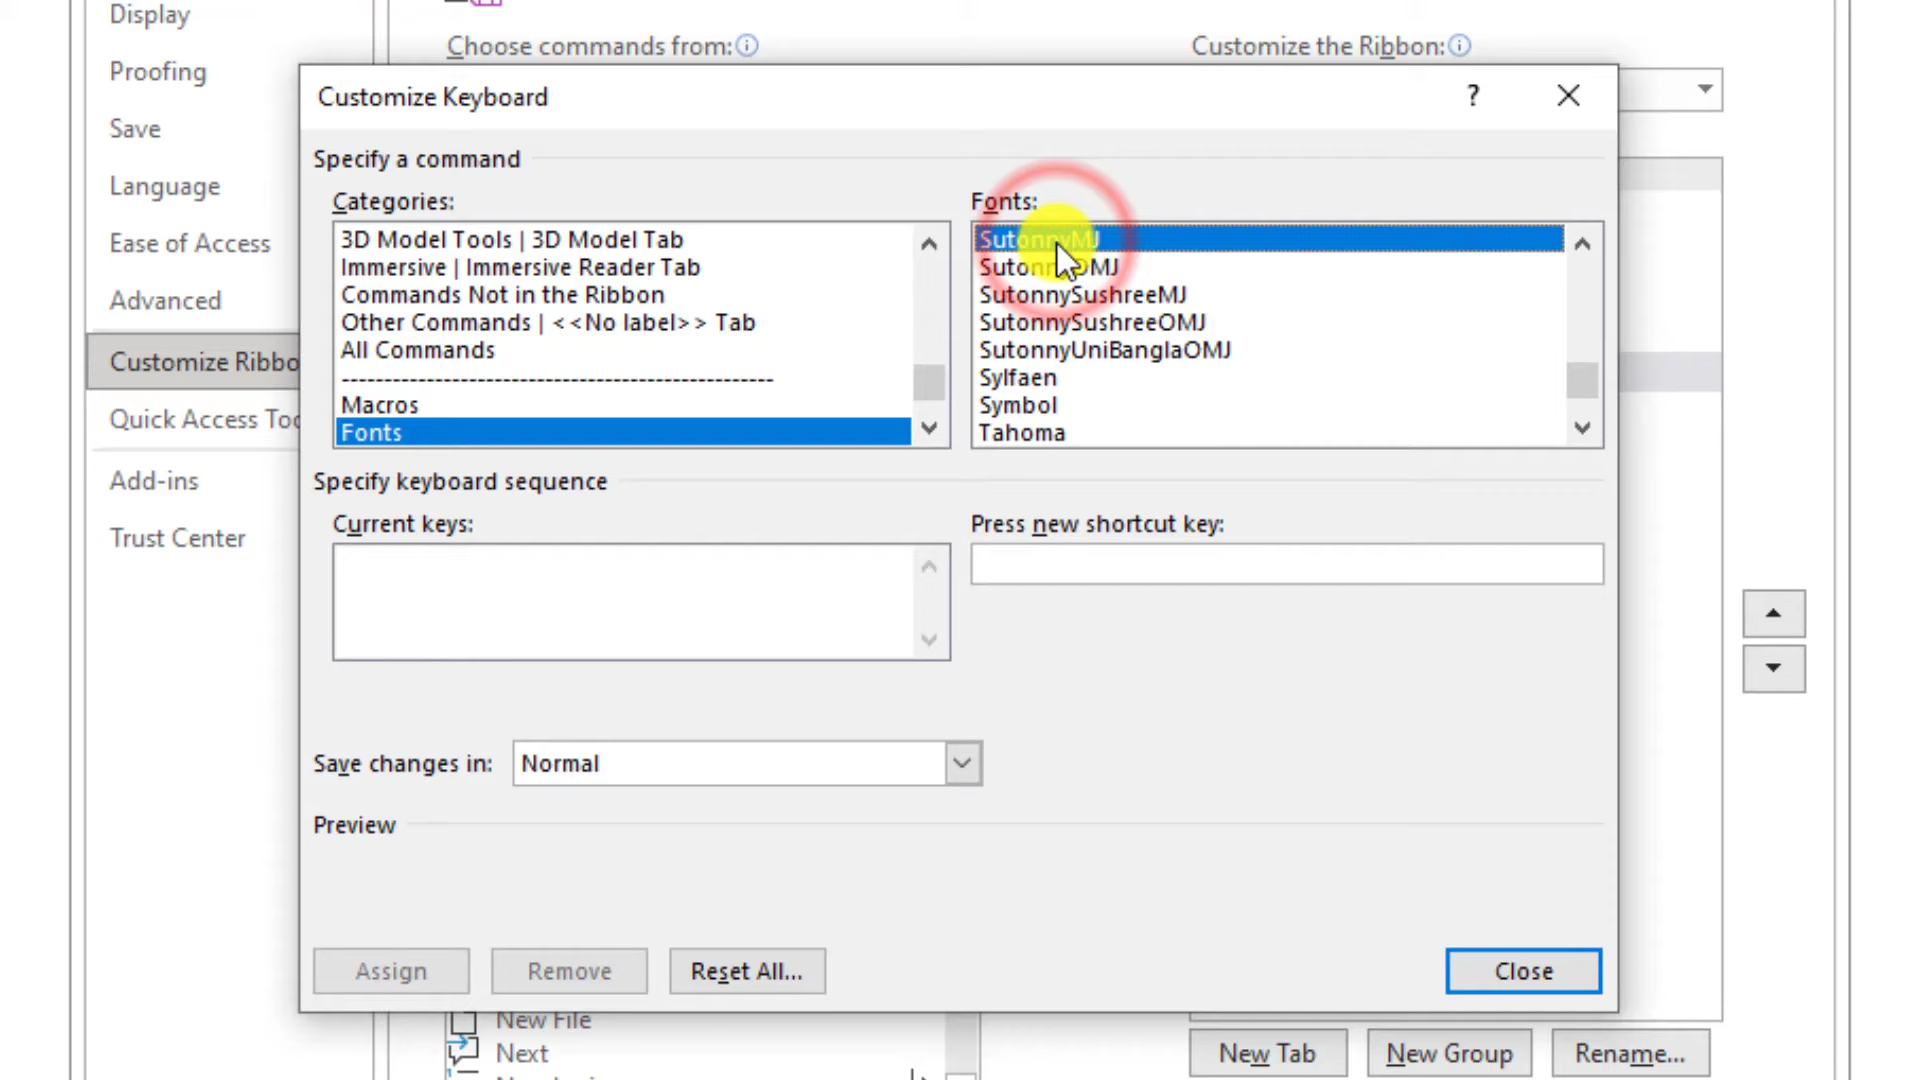 Display
Choose commands from:
Customize the Ribbon:
Proofing
Customize Keyboard
?
Save
Specify a command
Language
Categories:
Fonts:
3D Model Tools | 3D Model Tab
SutonnyMJ
Ease of Access
Immersive | Immersive Reader Tab
SutonnyOMJ
Advanced
Commands Not in the Ribbon
SutonnySushreeMJ
Other Commands | <<No label>> Tab
SutonnySushreeOMJ
All Commands
SutonnyUniBanglaOMJ
Customize Ribbo
---------------------------------------------------
Sylfaen
Macros
Symbol
Quick Access Too
Fonts
Tahoma
Add-ins
Specify keyboard sequence
Trust Center
Current keys:
Press new shortcut key:
Save changes in:
Normal
Preview
Assign
Remove
Reset All...
Close
New File
Next
New Tab
New Group
Rename...